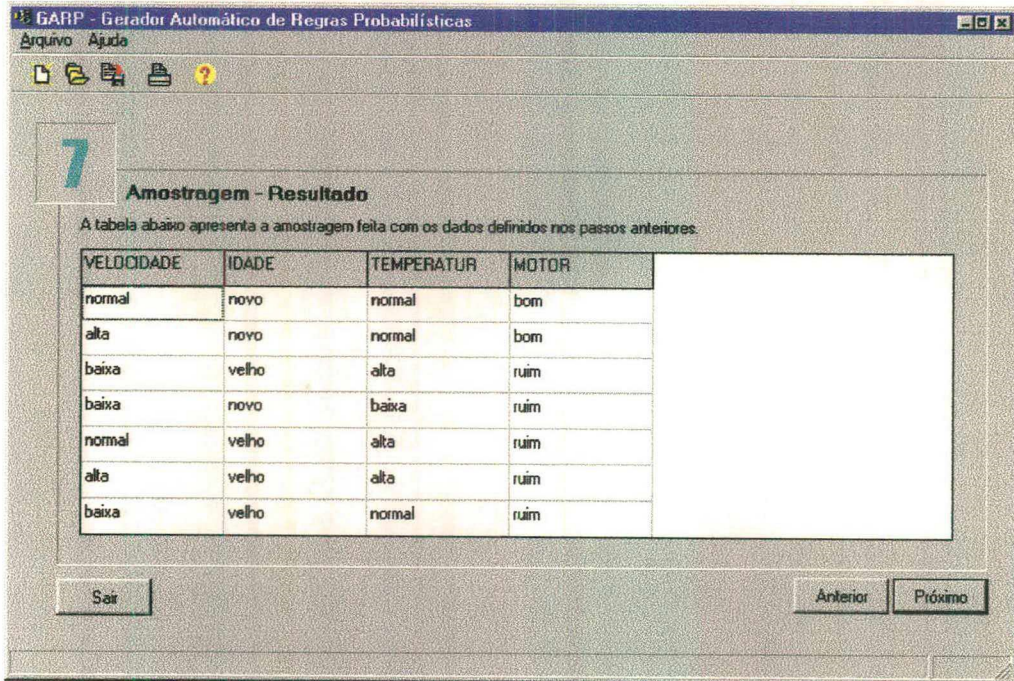 GARP - Gerador Automático de Regras Probabilísticas
Arquivo Ajuda
7
Amostragem - Resultado
A tabela abaixo apresenta a amostragem feita com os dados definidos nos passos anteriores.
VELOCIDADE IDADE TEMPERATUR MOTOR
normal novo normal bom
alta novo normal bom
baixa velho alta ruim
baixa novo baixa ruim
normal velho alta ruim
alta velho alta ruim
baixa velho normal ruim
Sair Anterior Próximo